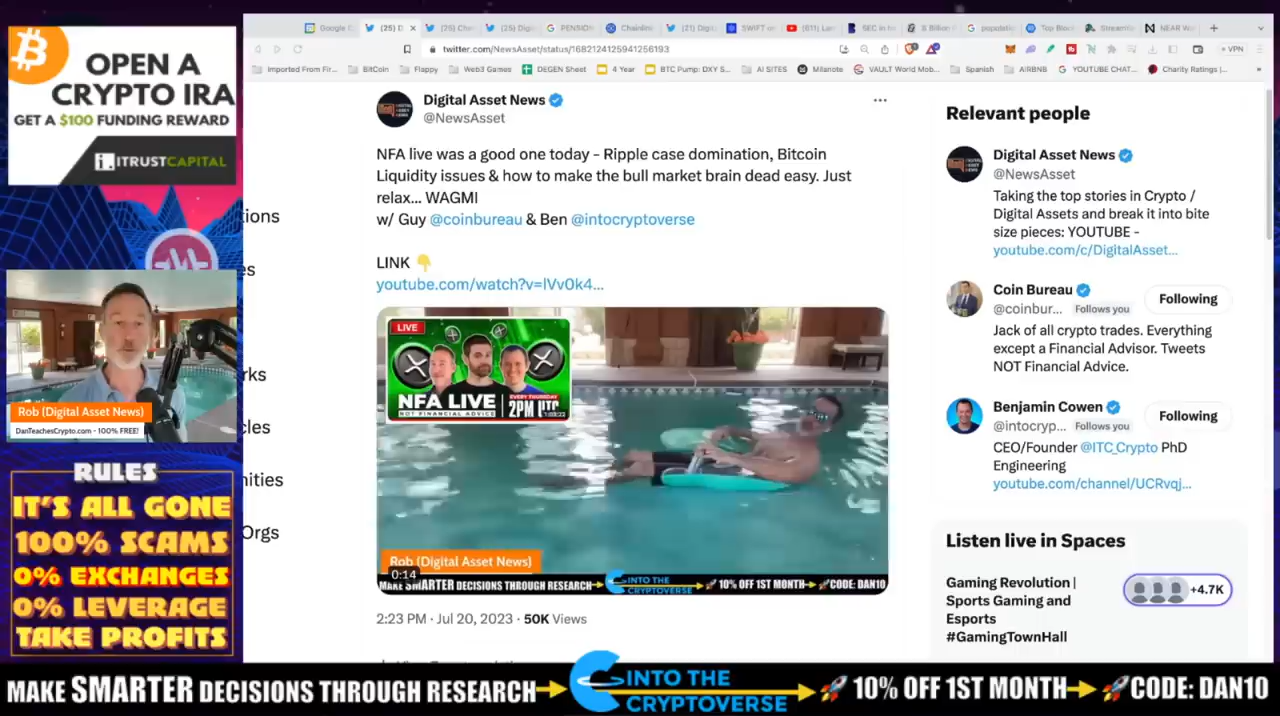 OPEN A
CRYPTO IRA
GET A $100 FUNDING REWARD
ITRUSTCAPITAL
Rob (Digital Asset News)
DanTeachesCrypto.com - 100% FREE!
RULES
IT'S ALL GONE
100% SCAMS
0% EXCHANGES
0% LEVERAGE
TAKE PROFITS
twitter.com/NewsAsset/status/1682124125941256193
VPN
Imported From Fir...
BitCoin
Flappy
Web3 Games
DEGEN Sheet
4 Year
BTC Pump: DXY S...
AI SITES
Milanote
VAULT World Mob...
Spanish
AIRBNB
YOUTUBE CHAT...
Charity Ratings |...
Digital Asset News
@NewsAsset
NFA live was a good one today - Ripple case domination, Bitcoin
Liquidity issues & how to make the bull market brain dead easy. Just
relax... WAGMI
w/ Guy @coinbureau & Ben @intocryptoverse
LINK 👇
youtube.com/watch?v=lVv0k4...
LIVE
NFA LIVE
NOT FINANCIAL ADVICE
EVERY THURSDAY
2PM UTC
Rob (Digital Asset News)
0:14
MAKE SMARTER DECISIONS THROUGH RESEARCH
INTO THE
CRYPTOVERSE
10% OFF 1ST MONTH
CODE: DAN10
2:23 PM · Jul 20, 2023 · 50K Views
Relevant people
Digital Asset News
@NewsAsset
Taking the top stories in Crypto /
Digital Assets and break it into bite
size pieces: YOUTUBE -
youtube.com/c/DigitalAsset...
Coin Bureau
@coinbur... Follows you
Following
Jack of all crypto trades. Everything
except a Financial Advisor. Tweets
NOT Financial Advice.
Benjamin Cowen
@intocryp... Follows you
Following
CEO/Founder @ITC_Crypto PhD
Engineering
youtube.com/channel/UCRvqj...
Listen live in Spaces
Gaming Revolution |
Sports Gaming and
Esports
#GamingTownHall
+4.7K
MAKE SMARTER DECISIONS THROUGH RESEARCH
INTO THE
CRYPTOVERSE
10% OFF 1ST MONTH
CODE: DAN10